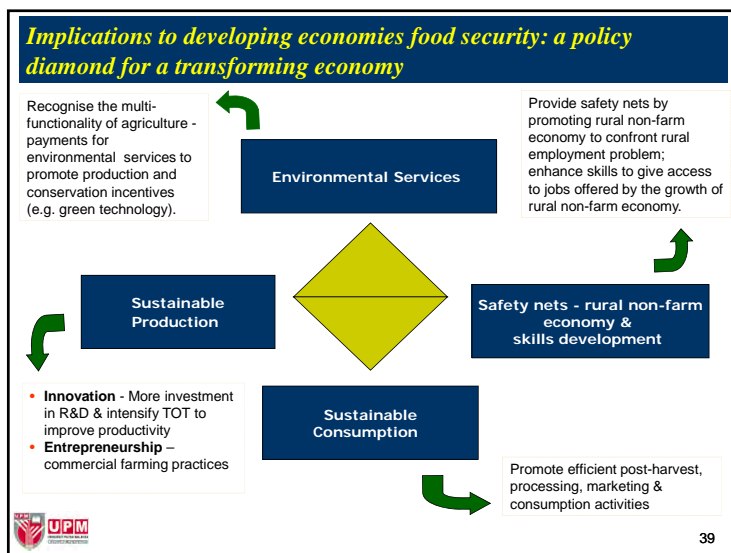 Implications to developing economies food security: a policy
diamond for a transforming economy
Recognise the multi-
functionality of agriculture -
payments for
environmental services to
promote production and
conservation incentives
(e.g. green technology).
Environmental Services
Provide safety nets by
promoting rural non-farm
economy to confront rural
employment problem;
enhance skills to give access
to jobs offered by the growth of
rural non-farm economy.
Sustainable
Production
Safety nets - rural non-farm
economy &
skills development
• Innovation - More investment
in R&D & intensify TOT to
improve productivity
• Entrepreneurship –
commercial farming practices
Sustainable
Consumption
Promote efficient post-harvest,
processing, marketing &
consumption activities
UPM
39